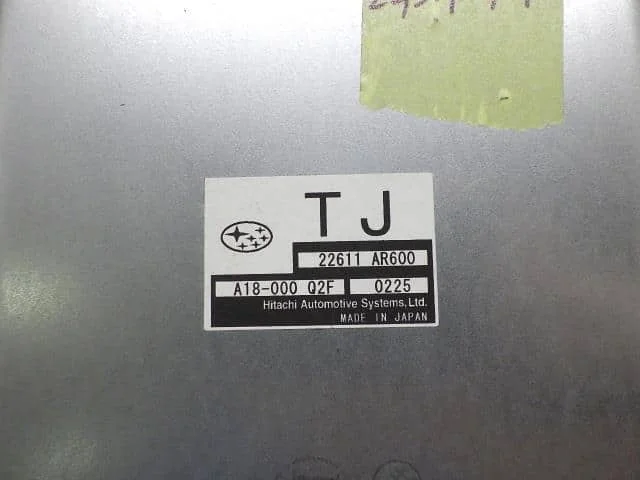 TJ
22611 AR600
A18-000 Q2F 0225
Hitachi Automotive Systems, Ltd.
MADE IN JAPAN